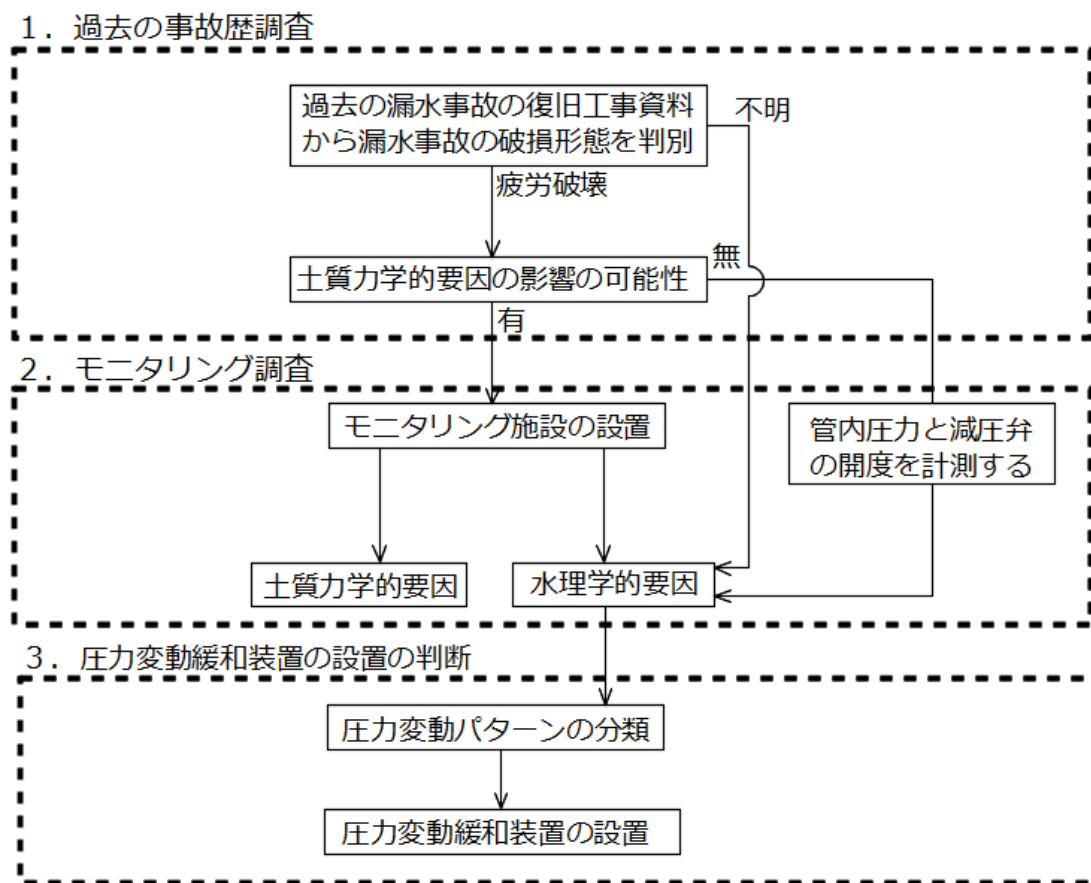 1．過去の事故歴調査
過去の漏水事故の復旧工事資料
から漏水事故の破損形態を判別
不明
疲労破壊
土質力学的要因の影響の可能性
無
有
2．モニタリング調査
モニタリング施設の設置
管内圧力と減圧弁
の開度を計測する
土質力学的要因
水理学的要因
3．圧力変動緩和装置の設置の判断
圧力変動パターンの分類
圧力変動緩和装置の設置